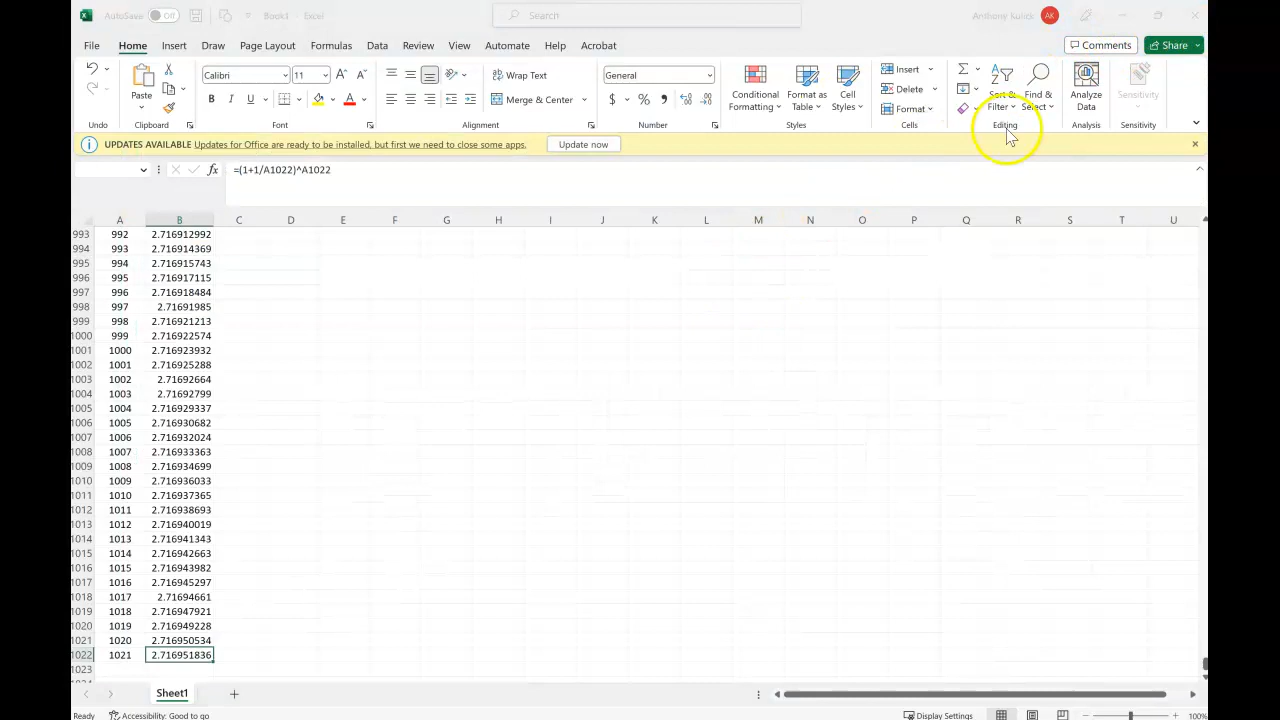 AutoSave Off Book1 - Excel Search Anthony Kulick AK
File Home Insert Draw Page Layout Formulas Data Review View Automate Help Acrobat Comments Share
Paste Calibri 11 A^ A˅ Wrap Text General Conditional Formatting Format as Table Cell Styles Insert Sort & Filter Find & Select Analyze Data Sensitivity
B I U A Merge & Center $ % , Delete
Format
Undo Clipboard Font Alignment Number Styles Cells Editing Analysis Sensitivity
UPDATES AVAILABLE Updates for Office are ready to be installed, but first we need to close some apps. Update now
fx =(1+1/A1022)^A1022
A B C D E F G H I J K L M N O P Q R S T U
993 992 2.716912992
994 993 2.716914369
995 994 2.716915743
996 995 2.716917115
997 996 2.716918484
998 997 2.71691985
999 998 2.716921213
1000 999 2.716922574
1001 1000 2.716923932
1002 1001 2.716925288
1003 1002 2.71692664
1004 1003 2.71692799
1005 1004 2.716929337
1006 1005 2.716930682
1007 1006 2.716932024
1008 1007 2.716933363
1009 1008 2.716934699
1010 1009 2.716936033
1011 1010 2.716937365
1012 1011 2.716938693
1013 1012 2.716940019
1014 1013 2.716941343
1015 1014 2.716942663
1016 1015 2.716943982
1017 1016 2.716945297
1018 1017 2.71694661
1019 1018 2.716947921
1020 1019 2.716949228
1021 1020 2.716950534
1022 1021 2.716951836
1023
Sheet1
Ready Accessibility: Good to go Display Settings 100%